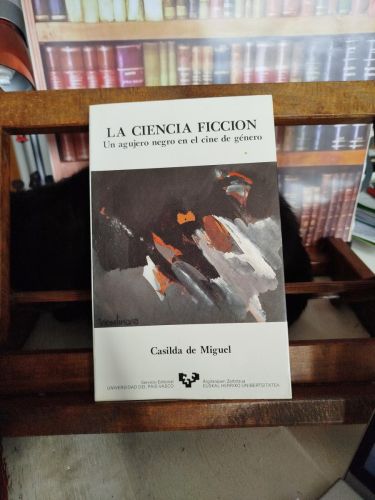 LA CIENCIA FICCION
Un agujero negro en el cine de género
Casilda de Miguel
Servicio Editorial
UNIVERSIDAD DEL PAIS VASCO
Argitarapen Zerbitzua
EUSKAL HERRIKO UNIBERTSITATEA